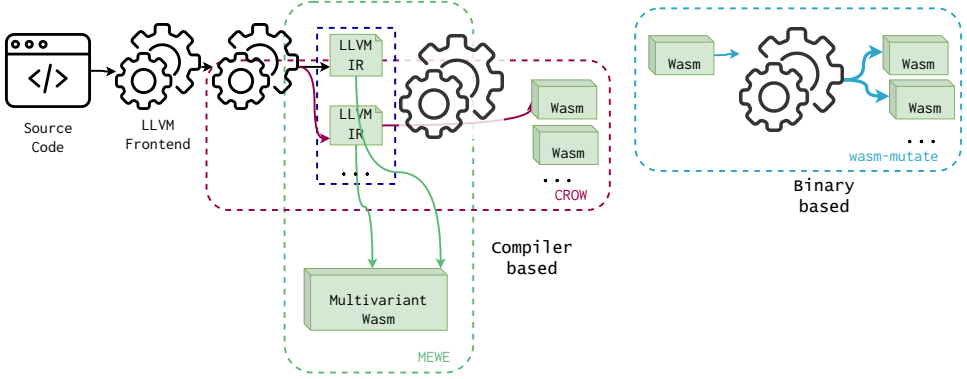 </>
Source
Code
LLVM
Frontend
LLVM
IR
LLVM
IR
...
Wasm
Wasm
...
CROW
Compiler
based
Multivariant
Wasm
MEWE
Wasm
Wasm
Wasm
...
wasm-mutate
Binary
based